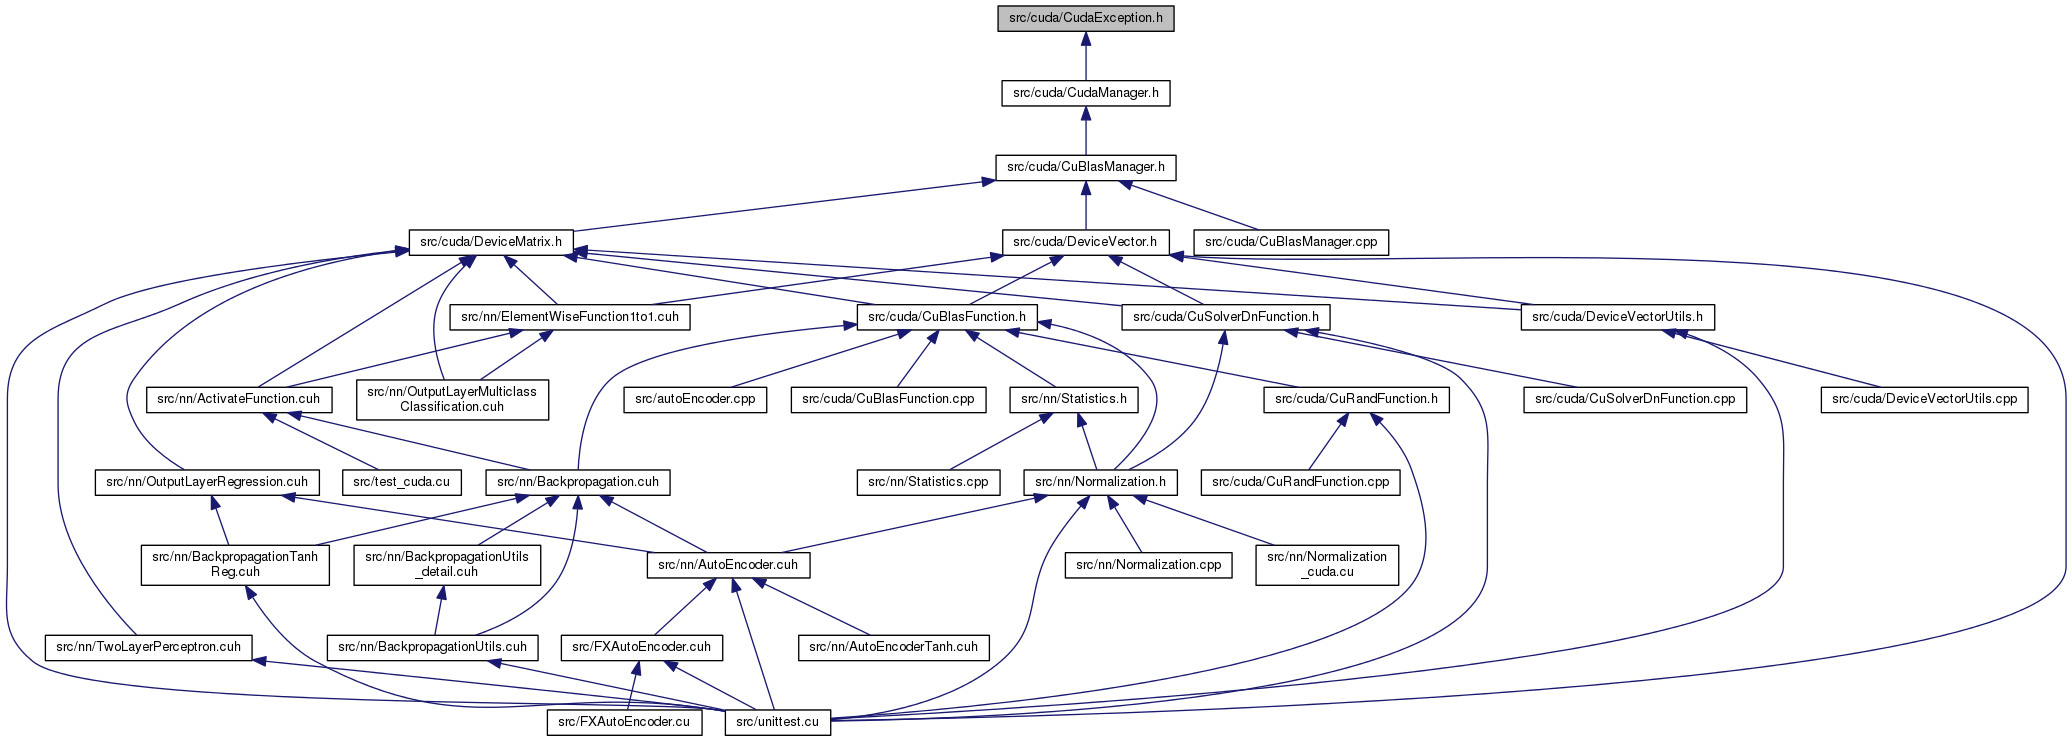 src/cuda/CudaException.h
src/cuda/CudaManager.h
src/cuda/CuBlasManager.h
src/cuda/DeviceMatrix.h
src/cuda/DeviceVector.h
src/cuda/CuBlasManager.cpp
src/nn/ElementWiseFunction1to1.cuh
src/cuda/CuBlasFunction.h
src/cuda/CuSolverDnFunction.h
src/cuda/DeviceVectorUtils.h
src/nn/ActivateFunction.cuh
src/nn/OutputLayerMulticlass
Classification.cuh
src/autoEncoder.cpp
src/cuda/CuBlasFunction.cpp
src/nn/Statistics.h
src/cuda/CuRandFunction.h
src/cuda/CuSolverDnFunction.cpp
src/cuda/DeviceVectorUtils.cpp
src/nn/OutputLayerRegression.cuh
src/test_cuda.cu
src/nn/Backpropagation.cuh
src/nn/Statistics.cpp
src/nn/Normalization.h
src/cuda/CuRandFunction.cpp
src/nn/BackpropagationTanh
Reg.cuh
src/nn/BackpropagationUtils
_detail.cuh
src/nn/AutoEncoder.cuh
src/nn/Normalization.cpp
src/nn/Normalization
_cuda.cu
src/nn/TwoLayerPerceptron.cuh
src/nn/BackpropagationUtils.cuh
src/FXAutoEncoder.cuh
src/nn/AutoEncoderTanh.cuh
src/FXAutoEncoder.cu
src/unittest.cu